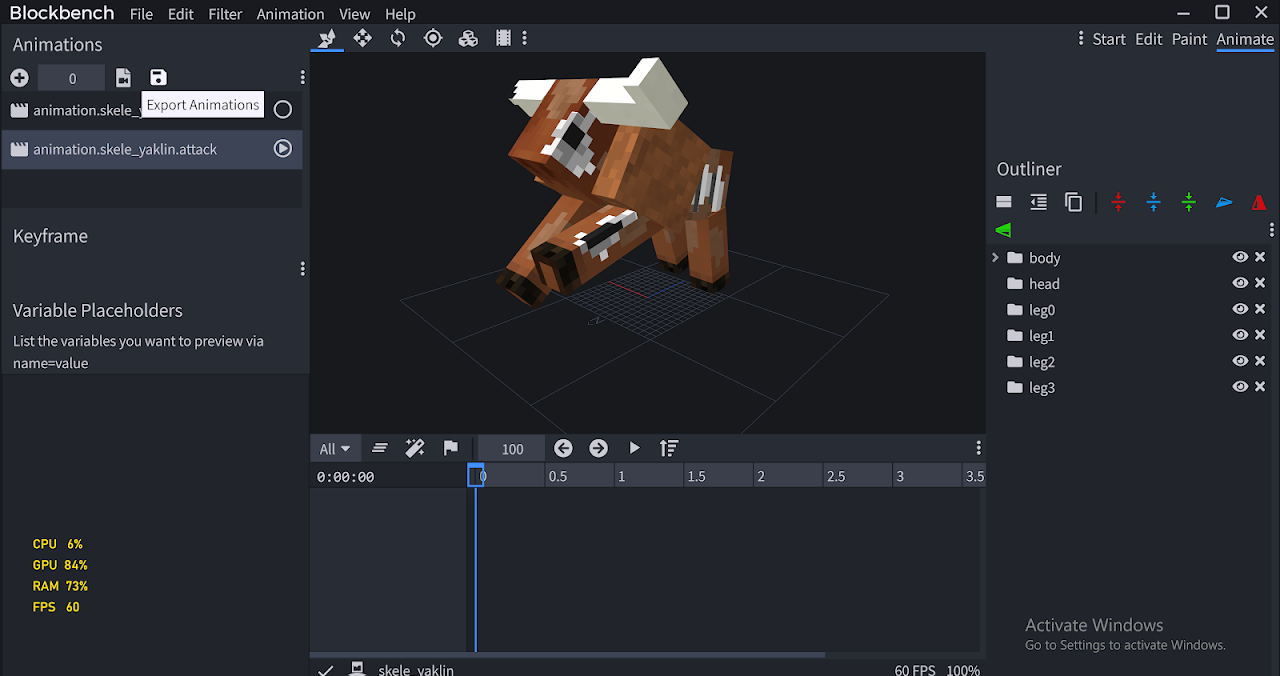 Blockbench File Edit Filter Animation View Help
Animations
Start Edit Paint Animate
0
Export Animations
animation.skele_y
animation.skele_yaklin.attack
Keyframe
Variable Placeholders
List the variables you want to preview via
name=value
CPU 6%
GPU 84%
RAM 73%
FPS 60
All 100
0:00:00 0 0.5 1 1.5 2 2.5 3 3.5
skele_yaklin 60 FPS 100%
Outliner
body
head
leg0
leg1
leg2
leg3
Activate Windows
Go to Settings to activate Windows.